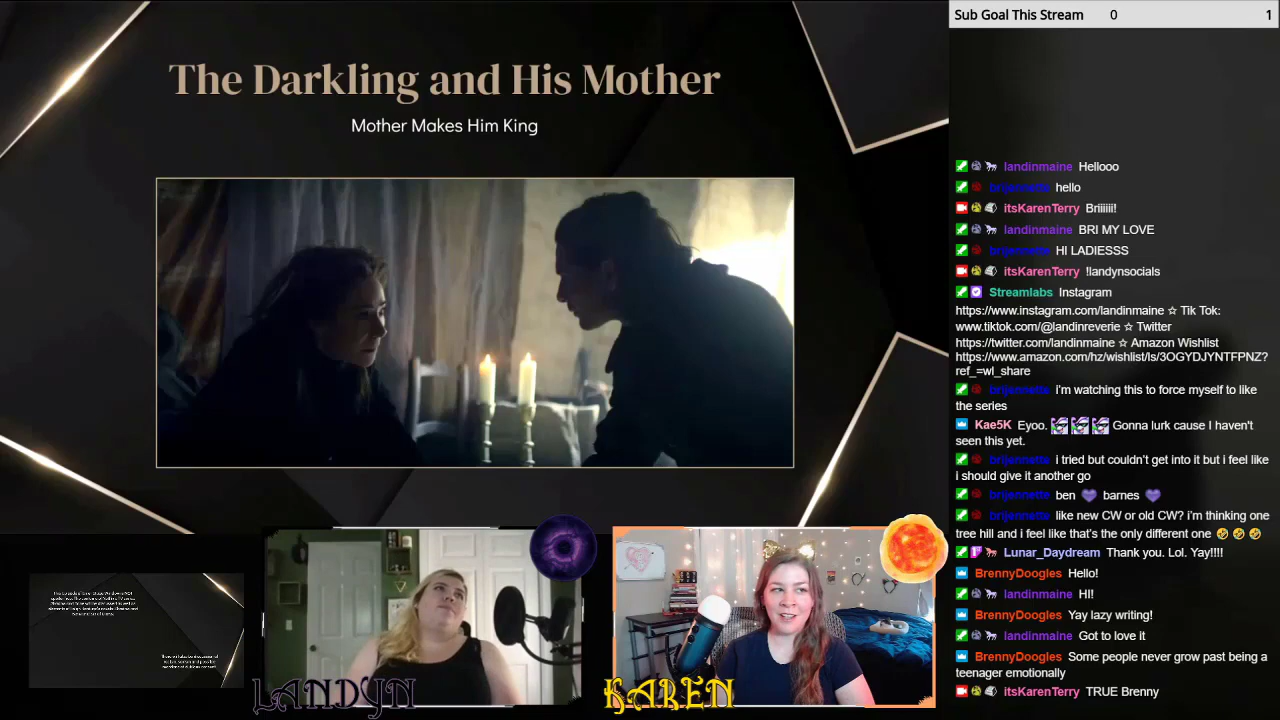 The Darkling and His Mother
Mother Makes Him King
LANDYN
KAREN
Sub Goal This Stream 0 1
landinmaine Hellooo
brijennette hello
itsKarenTerry Briiiiii!
landinmaine BRI MY LOVE
brijennette HI LADIESSS
itsKarenTerry !landynsocials
Streamlabs Instagram
https://www.instagram.com/landinmaine ☆ Tik Tok:
www.tiktok.com/@landinreverie ☆ Twitter
https://twitter.com/landinmaine ☆ Amazon Wishlist
https://www.amazon.com/hz/wishlist/ls/3OGYDJYNTFPNZ?
ref_=wl_share
brijennette i'm watching this to force myself to like
the series
Kae5K Eyoo. Gonna lurk cause I haven't
seen this yet.
brijennette i tried but couldn't get into it but i feel like
i should give it another go
brijennette ben 💜 barnes 💜
brijennette like new CW or old CW? i'm thinking one
tree hill and i feel like that's the only different one 🤣 🤣 🤣
Lunar_Daydream Thank you. Lol. Yay!!!!
BrennyDoogles Hello!
landinmaine HI!
BrennyDoogles Yay lazy writing!
landinmaine Got to love it
BrennyDoogles Some people never grow past being a
teenager emotionally
itsKarenTerry TRUE Brenny